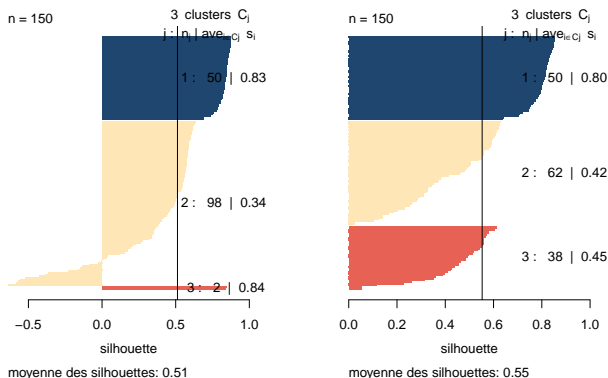 n = 150
3 clusters Cj
j : nj | avei∈Cj si
1 : 50 | 0.83
2 : 98 | 0.34
3 : 2 | 0.84
−0.5 0.0 0.5 1.0
silhouette
moyenne des silhouettes: 0.51
n = 150
3 clusters Cj
j : nj | avei∈Cj si
1 : 50 | 0.80
2 : 62 | 0.42
3 : 38 | 0.45
0.0 0.2 0.4 0.6 0.8 1.0
silhouette
moyenne des silhouettes: 0.55